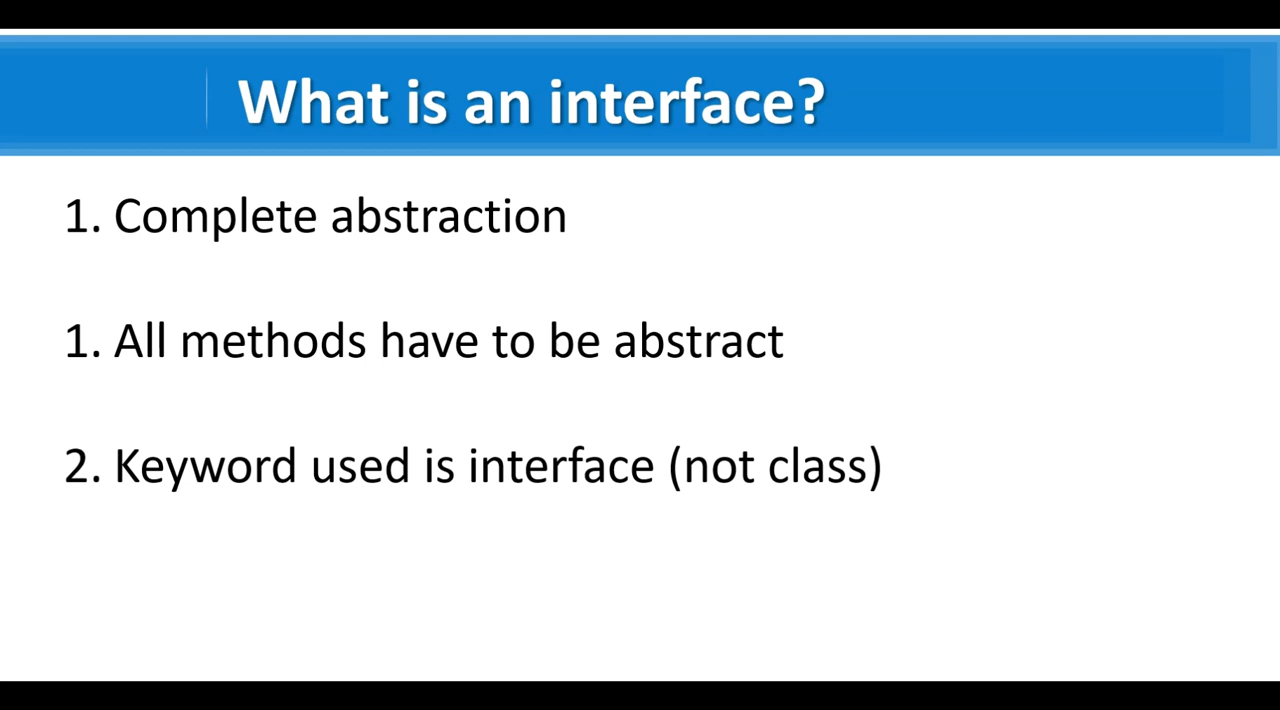 What is an interface?
1. Complete abstraction
1. All methods have to be abstract
2. Keyword used is interface (not class)